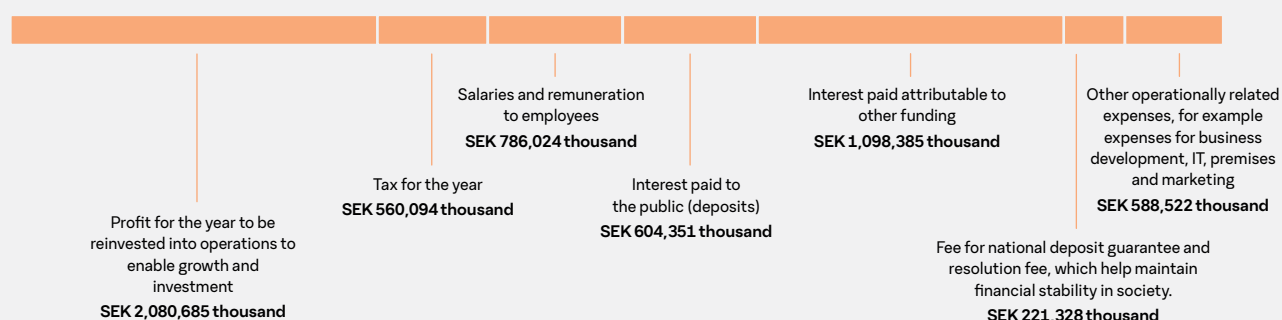 Profit for the year to be
reinvested into operations to
enable growth and
investment
SEK 2,080,685 thousand
Tax for the year
SEK 560,094 thousand
Salaries and remuneration
to employees
SEK 786,024 thousand
Interest paid to
the public (deposits)
SEK 604,351 thousand
Interest paid attributable to
other funding
SEK 1,098,385 thousand
Fee for national deposit guarantee and
resolution fee, which help maintain
financial stability in society.
SEK 221,328 thousand
Other operationally related
expenses, for example
expenses for business
development, IT, premises
and marketing
SEK 588,522 thousand